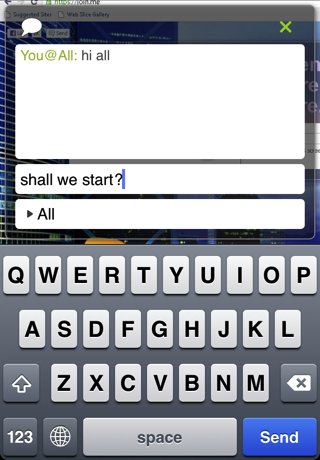 https://join.me
Suggested Sites
Web Slice Gallery
Send
You@All: hi all
shall we start?
All
Q W E R T Y U I O P
A S D F G H J K L
Z X C V B N M
123 space Send